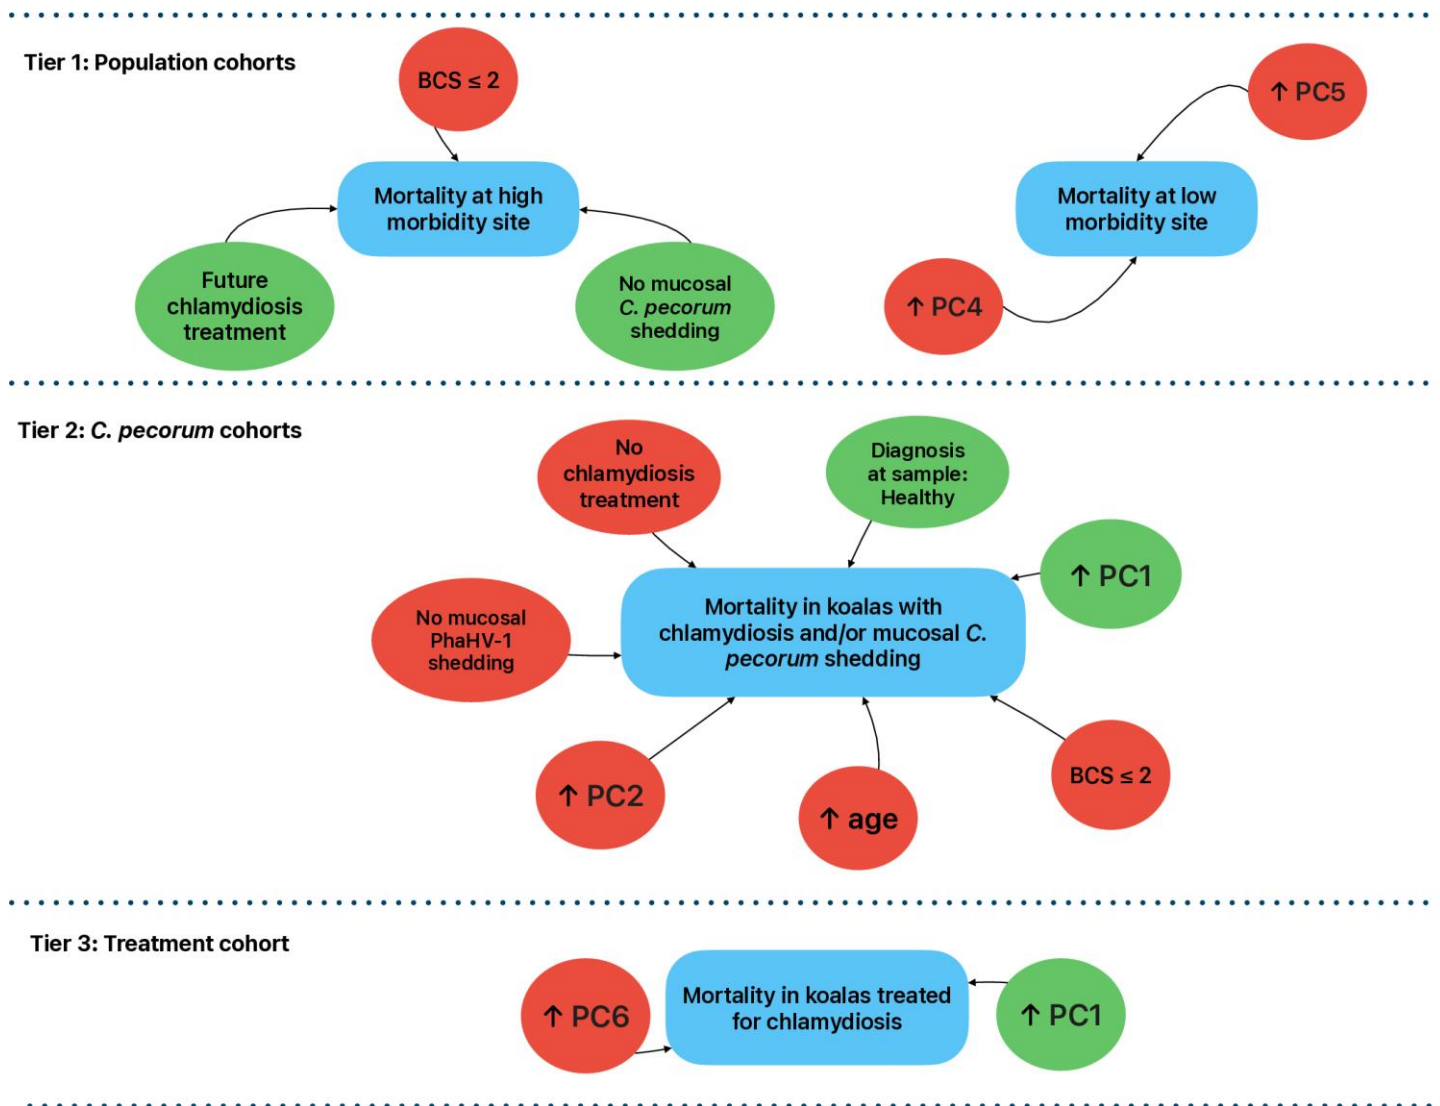 Tier 1: Population cohorts
BCS ≤ 2
↑ PC5
Mortality at high
morbidity site
Mortality at low
morbidity site
Future
chlamydiosis
treatment
No mucosal
C. pecorum
shedding
↑ PC4
Tier 2: C. pecorum cohorts
No
chlamydiosis
treatment
Diagnosis
at sample:
Healthy
↑ PC1
No mucosal
PhaHV-1
shedding
Mortality in koalas with
chlamydiosis and/or mucosal C.
pecorum shedding
↑ PC2
↑ age
BCS ≤ 2
Tier 3: Treatment cohort
↑ PC6
Mortality in koalas treated
for chlamydiosis
↑ PC1